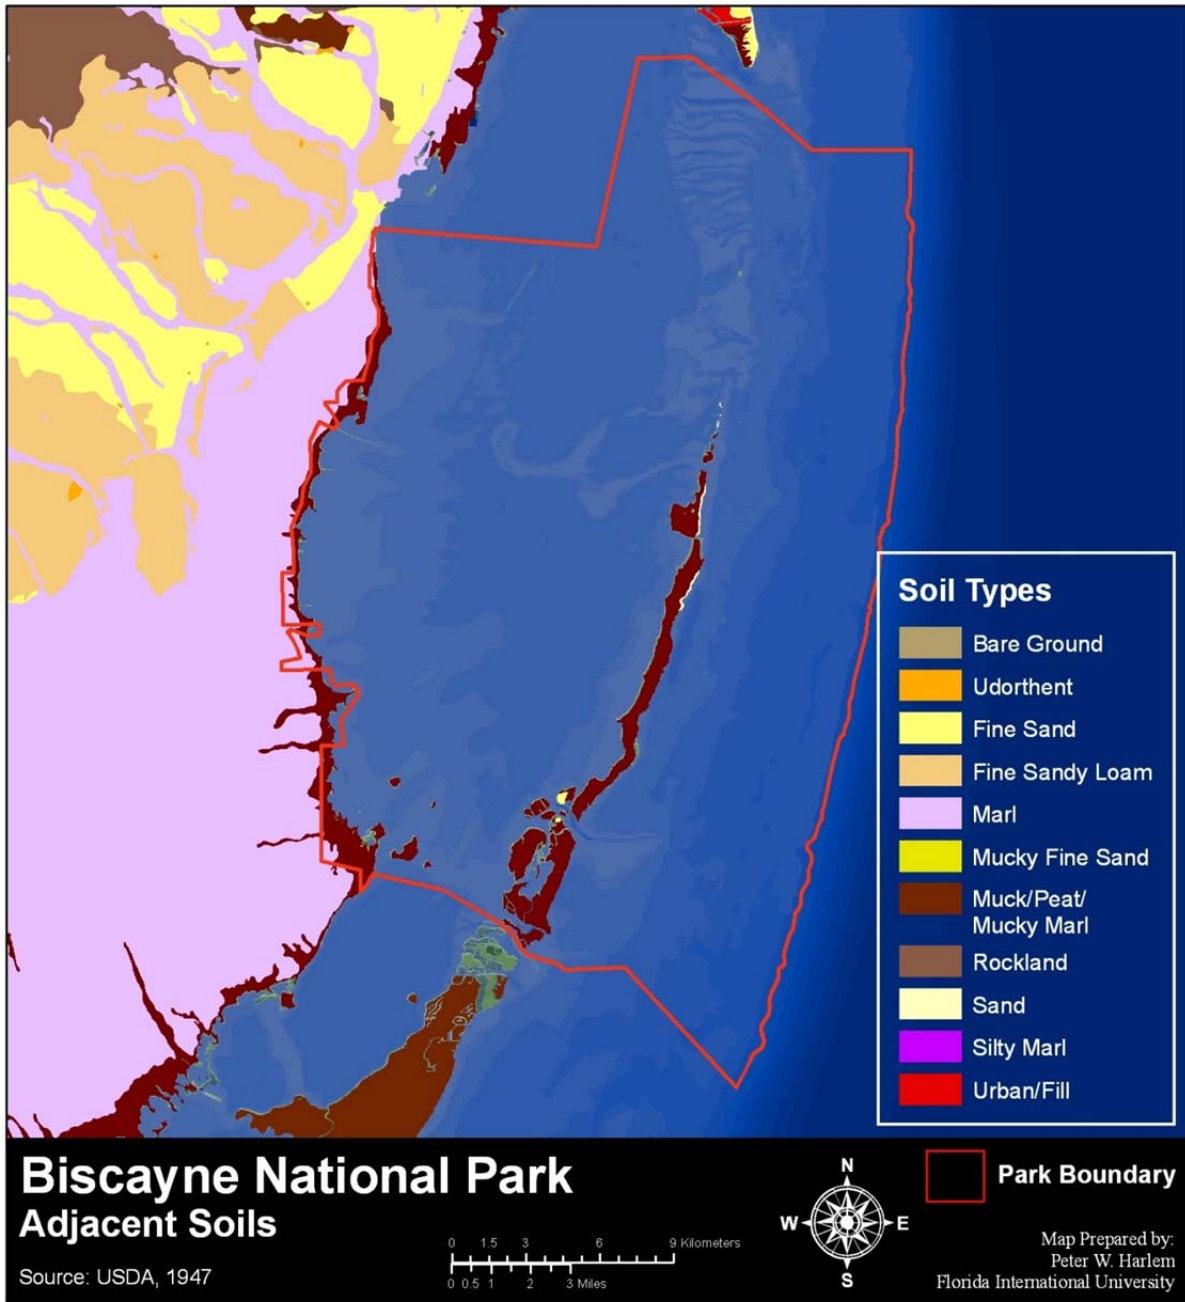 Soil Types
Bare Ground
Udorthent
Fine Sand
Fine Sandy Loam
Marl
Mucky Fine Sand
Muck/Peat/
Mucky Marl
Rockland
Sand
Silty Marl
Urban/Fill
Biscayne National Park
Adjacent Soils
Source: USDA, 1947
0 1.5 3 6 9 Kilometers
0 0.5 1 2 3 Miles
N
W E
S
Park Boundary
Map Prepared by:
Peter W. Harlem
Florida International University